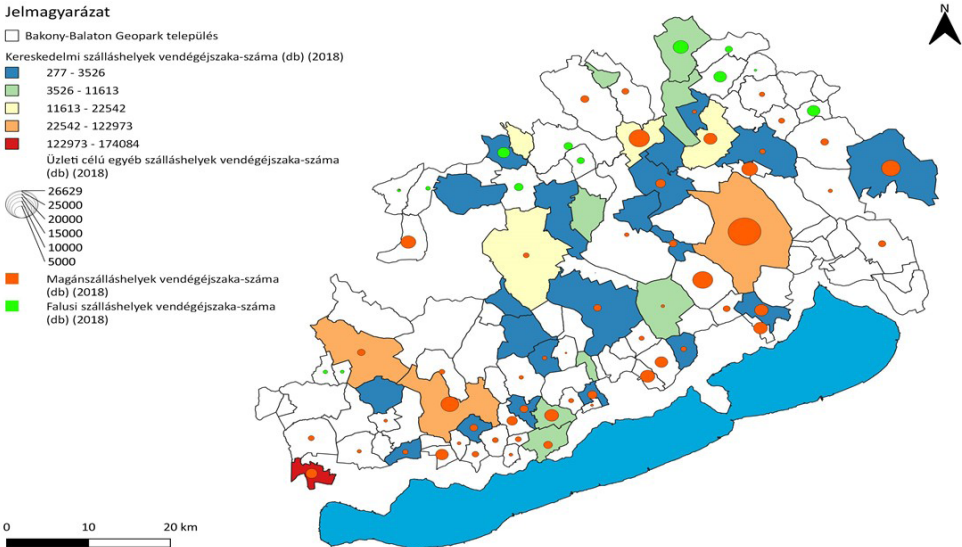 Jelmagyarázat
Bakony-Balaton Geopark település
Kereskedelmi szálláshelyek vendégéjszaka-száma (db) (2018)
277 - 3526
3526 - 11613
11613 - 22542
22542 - 122973
122973 - 174084
Üzleti célú egyéb szálláshelyek vendégéjszaka-száma
(db) (2018)
26629
25000
20000
15000
10000
5000
Magánszálláshelyek vendégéjszaka-száma
(db) (2018)
Falusi szálláshelyek vendégéjszaka-száma
(db) (2018)
N
0 10 20 km